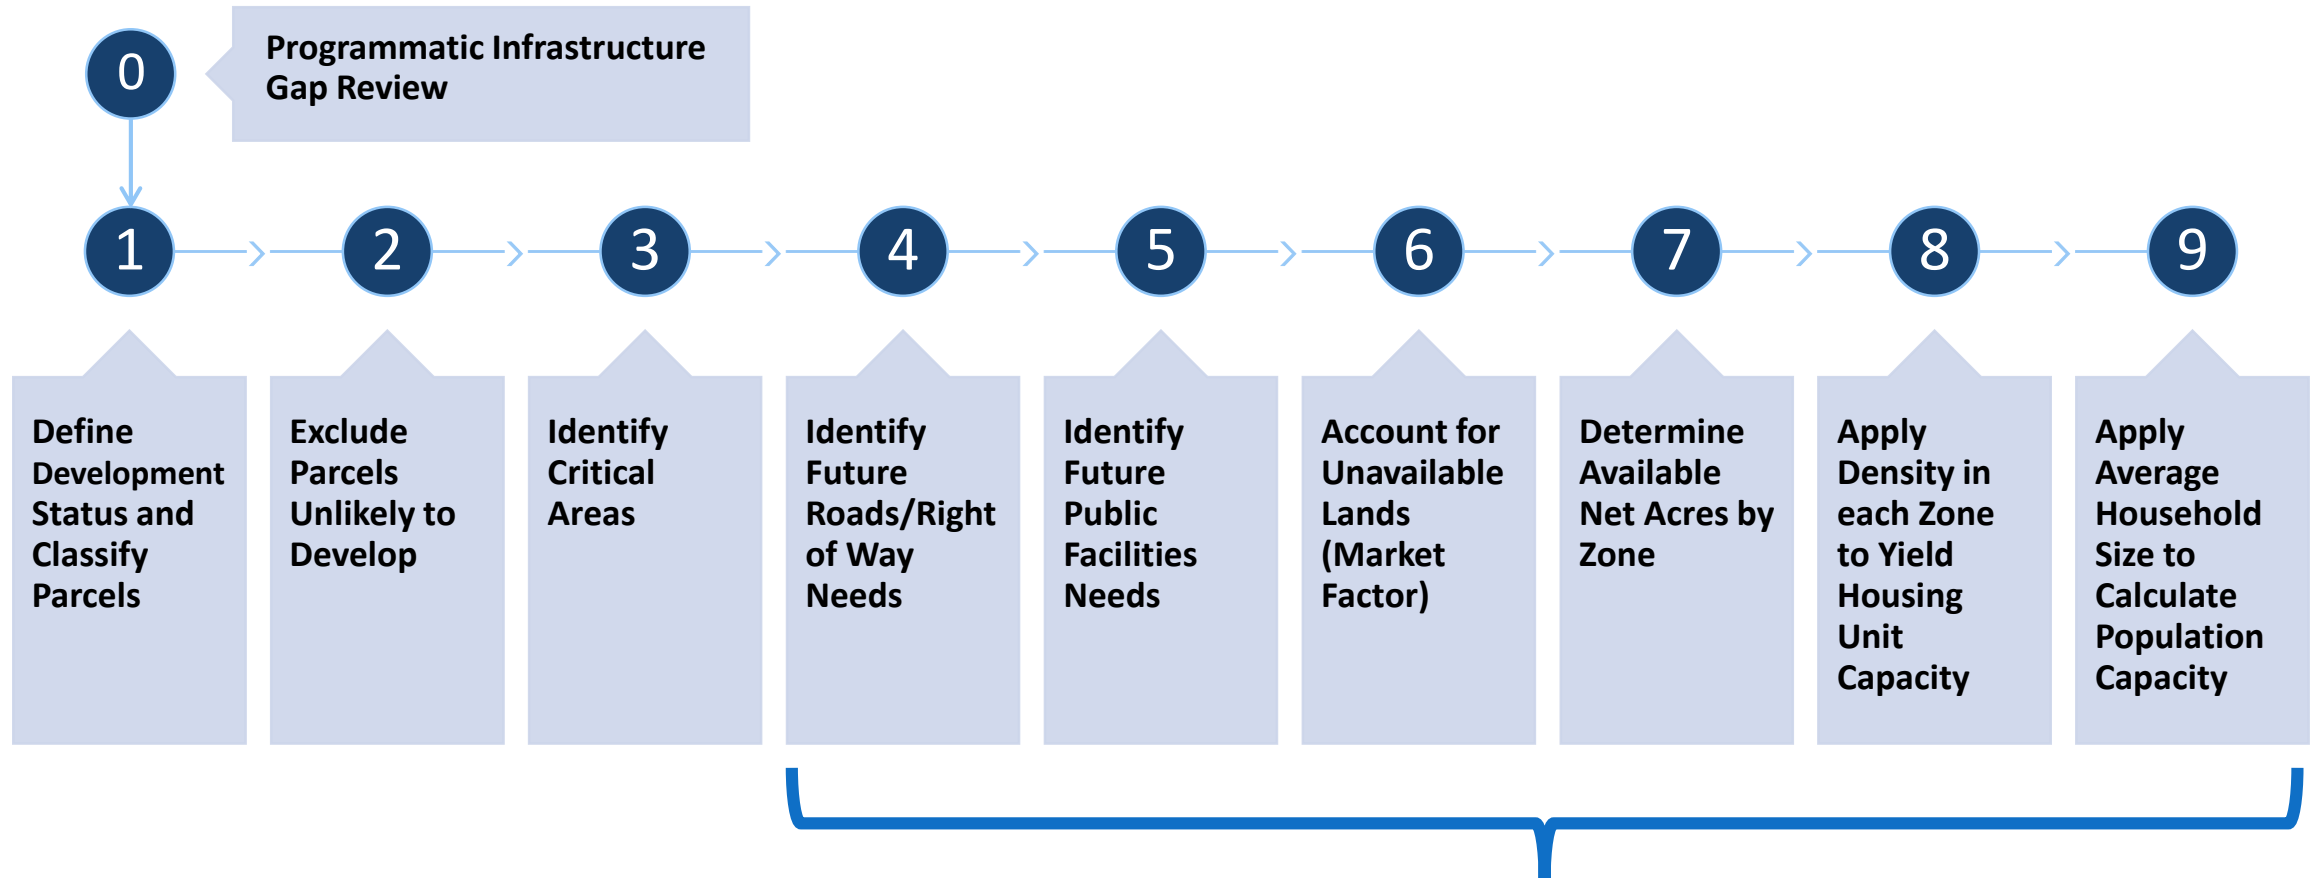 0
Programmatic Infrastructure
Gap Review
1
2
3
4
5
6
7
8
9
Define
Development
Status and
Classify
Parcels
Exclude
Parcels
Unlikely to
Develop
Identify
Critical
Areas
Identify
Future
Roads/Right
of Way
Needs
Identify
Future
Public
Facilities
Needs
Account for
Unavailable
Lands
(Market
Factor)
Determine
Available
Net Acres by
Zone
Apply
Density in
each Zone
to Yield
Housing
Unit
Capacity
Apply
Average
Household
Size to
Calculate
Population
Capacity